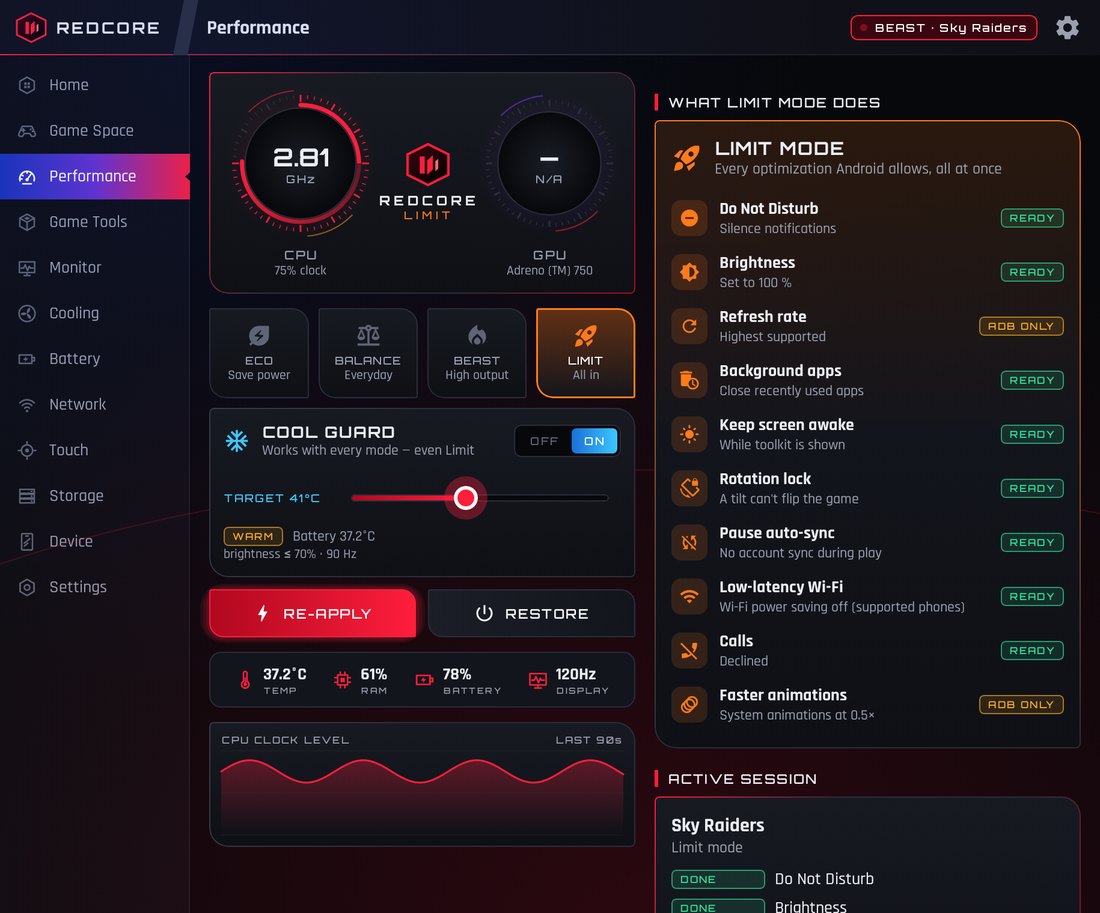 REDCORE
Performance
BEAST · Sky Raiders
Home
Game Space
Performance
Game Tools
Monitor
Cooling
Battery
Network
Touch
Storage
Device
Settings
2.81
GHz
CPU
75% clock
REDCORE
LIMIT
–
N/A
GPU
Adreno (TM) 750
ECO
Save power
BALANCE
Everyday
BEAST
High output
LIMIT
All in
COOL GUARD
Works with every mode – even Limit
OFF ON
TARGET 41°C
WARM Battery 37.2°C
brightness ≤ 70% · 90 Hz
RE-APPLY
RESTORE
37.2°C
TEMP
61%
RAM
78%
BATTERY
120Hz
DISPLAY
CPU CLOCK LEVEL LAST 90s
WHAT LIMIT MODE DOES
LIMIT MODE
Every optimization Android allows, all at once
Do Not Disturb
Silence notifications
READY
Brightness
Set to 100 %
READY
Refresh rate
Highest supported
ADB ONLY
Background apps
Close recently used apps
READY
Keep screen awake
While toolkit is shown
READY
Rotation lock
A tilt can't flip the game
READY
Pause auto-sync
No account sync during play
READY
Low-latency Wi-Fi
Wi-Fi power saving off (supported phones)
READY
Calls
Declined
READY
Faster animations
System animations at 0.5×
ADB ONLY
ACTIVE SESSION
Sky Raiders
Limit mode
DONE Do Not Disturb
DONE Brightness